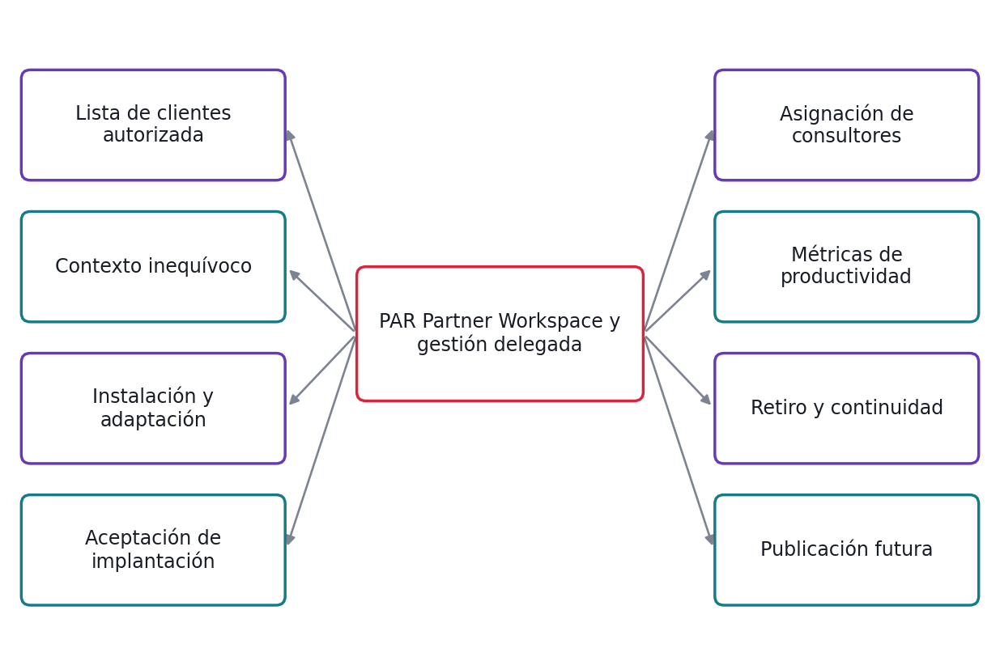 Lista de clientes
autorizada
Contexto inequívoco
Instalación y
adaptación
Aceptación de
implantación
PAR Partner Workspace y
gestión delegada
Asignación de
consultores
Métricas de
productividad
Retiro y continuidad
Publicación futura